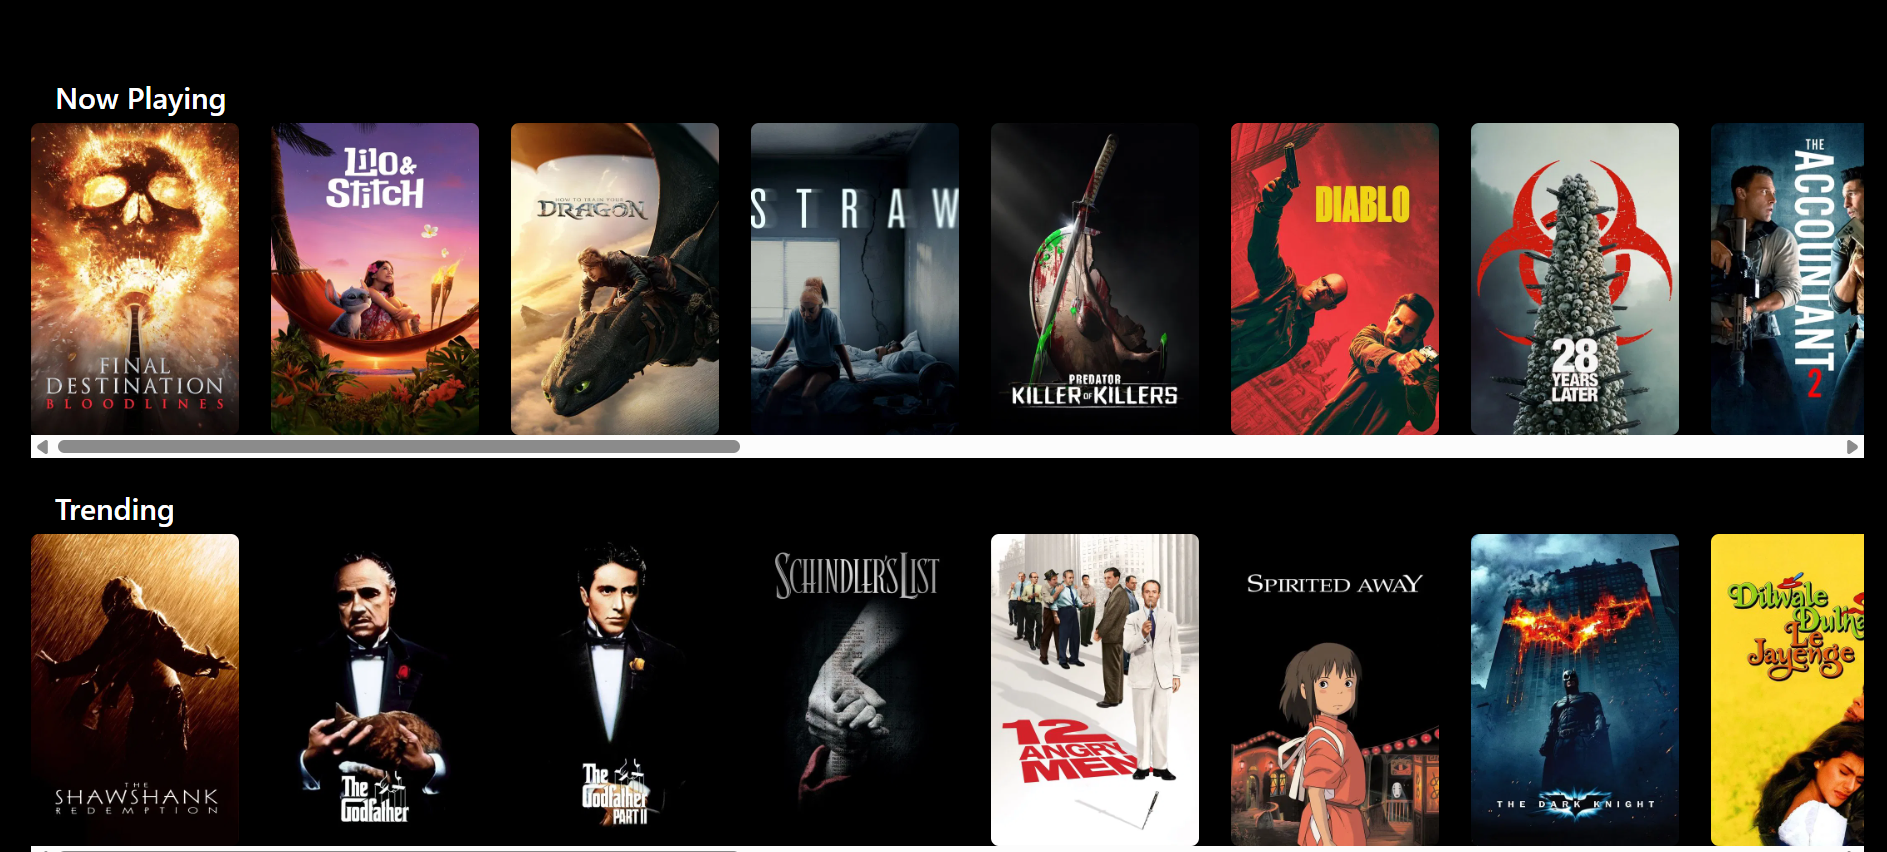 Now Playing
FINAL
DESTINATION
BLOODLINES
LILO &
STITCH
HOW TO TRAIN YOUR
DRAGON
STRAW
PREDATOR
KILLER OF KILLERS
DIABLO
28
YEARS
LATER
THE
ACCOUNTANT
2
Trending
THE
SHAWSHANK
REDEMPTION
The
Godfather
The
Godfather
PART II
SCHINDLER'S LIST
12
ANGRY
MEN
SPIRITED AWAY
THE DARK KNIGHT
Dilwale
Dulha
Le
Jayenge